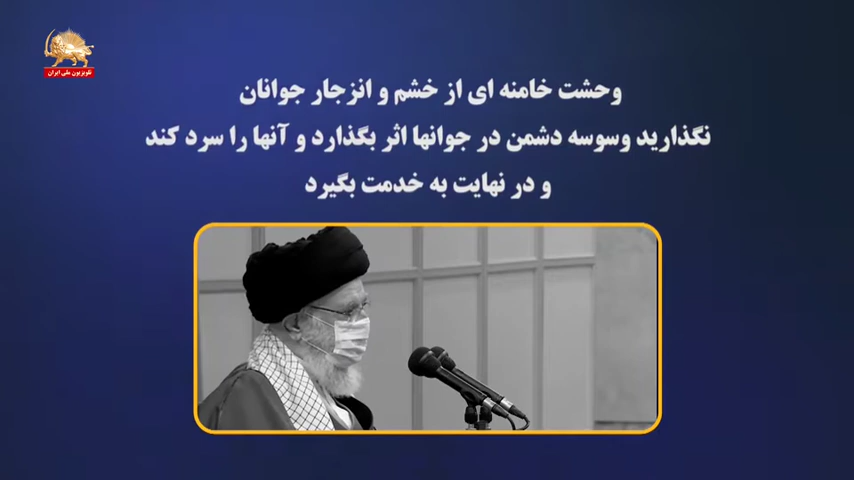 تلویزیون ملی ایران
وحشت خامنه ای از خشم و انزجار جوانان
نگذارید وسوسه دشمن در جوانها اثر بگذارد و آنها را سرد کند
و در نهایت به خدمت بگیرد